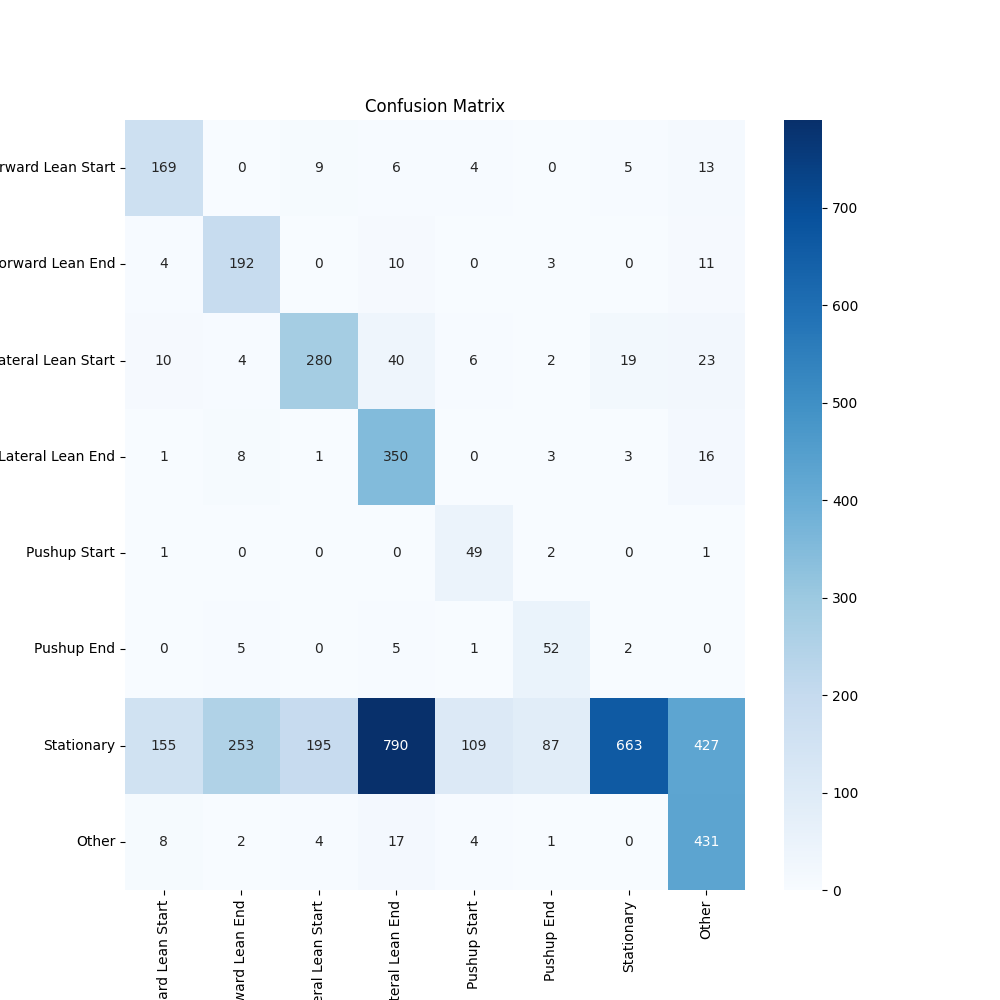 Confusion Matrix
rward Lean Start 169 0 9 6 4 0 5 13
orward Lean End 4 192 0 10 0 3 0 11
ateral Lean Start 10 4 280 40 6 2 19 23
Lateral Lean End 1 8 1 350 0 3 3 16
Pushup Start 1 0 0 0 49 2 0 1
Pushup End 0 5 0 5 1 52 2 0
Stationary 155 253 195 790 109 87 663 427
Other 8 2 4 17 4 1 0 431
ard Lean Start
ward Lean End
eral Lean Start
teral Lean End
Pushup Start
Pushup End
Stationary
Other
700
600
500
400
300
200
100
0